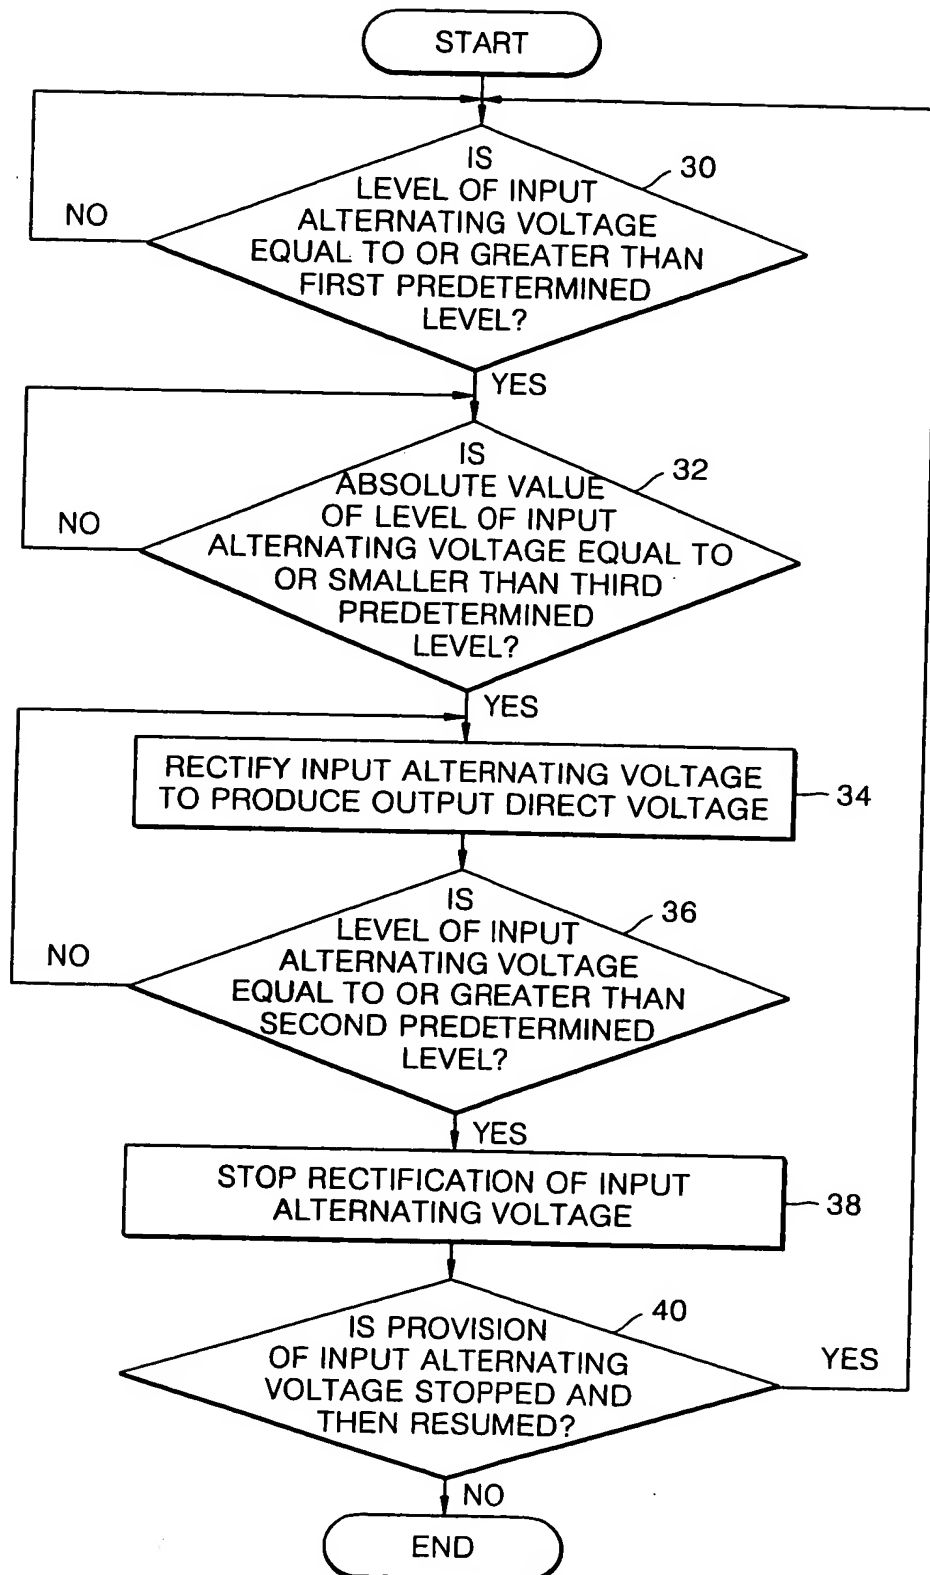 START
IS
LEVEL OF INPUT
ALTERNATING VOLTAGE
EQUAL TO OR GREATER THAN
FIRST PREDETERMINED
LEVEL?
30
NO
YES
IS
ABSOLUTE VALUE
OF LEVEL OF INPUT
ALTERNATING VOLTAGE EQUAL TO
OR SMALLER THAN THIRD
PREDETERMINED
LEVEL?
32
NO
YES
RECTIFY INPUT ALTERNATING VOLTAGE
TO PRODUCE OUTPUT DIRECT VOLTAGE
34
IS
LEVEL OF INPUT
ALTERNATING VOLTAGE
EQUAL TO OR GREATER THAN
SECOND PREDETERMINED
LEVEL?
36
NO
YES
STOP RECTIFICATION OF INPUT
ALTERNATING VOLTAGE
38
IS PROVISION
OF INPUT ALTERNATING
VOLTAGE STOPPED AND
THEN RESUMED?
40
YES
NO
END